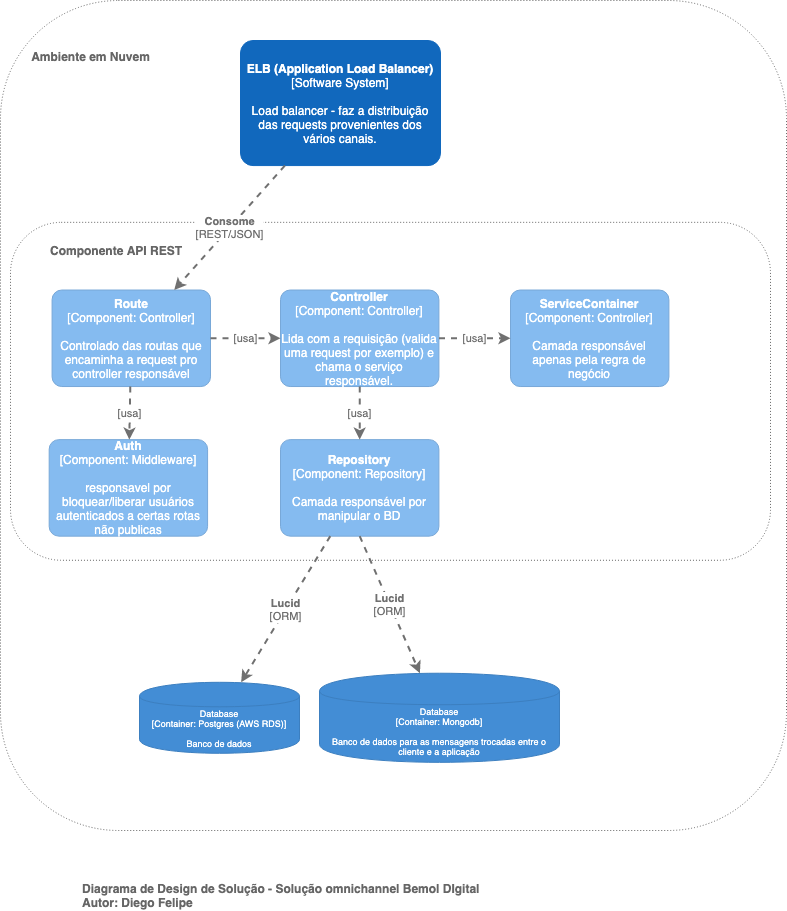 Ambiente em Nuvem
ELB (Application Load Balancer)
[Software System]
Load balancer - faz a distribuição
das requests provenientes dos
vários canais.
Consome
[REST/JSON]
Componente API REST
Route
[Component: Controller]
Controlado das routas que
encaminha a request pro
controller responsável
[usa]
Controller
[Component: Controller]
Lida com a requisição (valida
uma request por exemplo) e
chama o serviço
responsável.
[usa]
ServiceContainer
[Component: Controller]
Camada responsável
apenas pela regra de
negócio
[usa]
[usa]
Auth
[Component: Middleware]
responsavel por
bloquear/liberar usuários
autenticados a certas rotas
não publicas
Repository
[Component: Repository]
Camada responsável por
manipular o BD
Lucid
[ORM]
Lucid
[ORM]
Database
[Container: Postgres (AWS RDS)]
Banco de dados
Database
[Container: Mongodb]
Banco de dados para as mensagens trocadas entre o
cliente e a aplicação
Diagrama de Design de Solução - Solução omnichannel Bemol DIgital
Autor: Diego Felipe